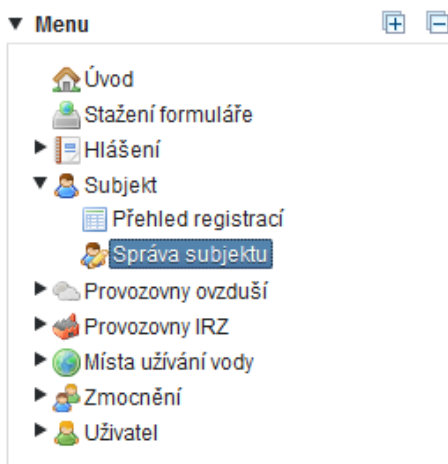 Menu
Úvod
Stažení formuláře
Hlášení
Subjekt
Přehled registrací
Správa subjektu
Provozovny ovzduší
Provozovny IRZ
Místa užívání vody
Zmocnění
Uživatel